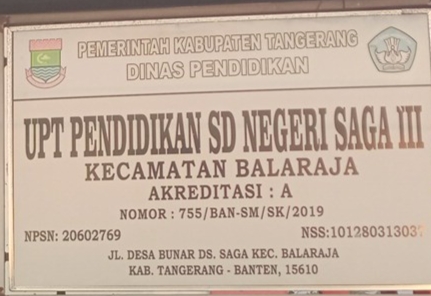 PEMERINTAH KABUPATEN TANGERANG
DINAS PENDIDIKAN
UPT PENDIDIKAN SD NEGERI SAGA III
KECAMATAN BALARAJA
AKREDITASI : A
NOMOR : 755/BAN-SM/SK/2019
NPSN: 20602769 NSS:101280313037
JL. DESA BUNAR DS. SAGA KEC. BALARAJA
KAB. TANGERANG - BANTEN, 15610